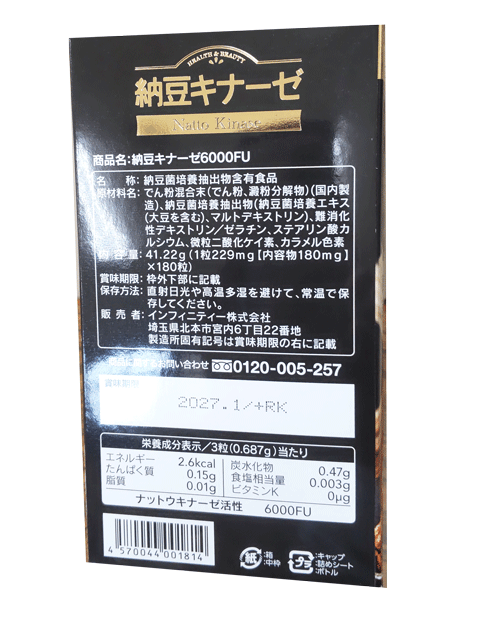 HEALTH & BEAUTY
納豆キナーゼ
Natto Kinase
商品名:納豆キナーゼ6000FU
名 称:納豆菌培養抽出物含有食品
原材料名:でん粉混合末(でん粉、澱粉分解物)(国内製
造)、納豆菌培養抽出物(納豆菌培養エキス
(大豆を含む)、マルトデキストリン)、難消化
性デキストリン/ゼラチン、ステアリン酸カ
ルシウム、微粒二酸化ケイ素、カラメル色素
内 容 量:41.22g(1粒229mg【内容物180mg】
×180粒)
賞味期限:枠外下部に記載
保存方法:直射日光や高温多湿を避けて、常温で保
存してください。
販 売 者:インフィニティー株式会社
埼玉県北本市宮内6丁目22番地
製造所固有記号は賞味期限の右に記載
に関するお問い合わせ 0120-005-257
賞味期限
2027.1/+RK
栄養成分表示/3粒(0.687g)当たり
エネルギー 2.6kcal 炭水化物 0.47g
たんぱく質 0.15g 食塩相当量 0.003g
脂質 0.01g ビタミンK 0μg
ナットウキナーゼ活性 6000FU
4 570044 001814
紙 :箱 :中枠
プラ :キャップ :詰めシート :ボトル